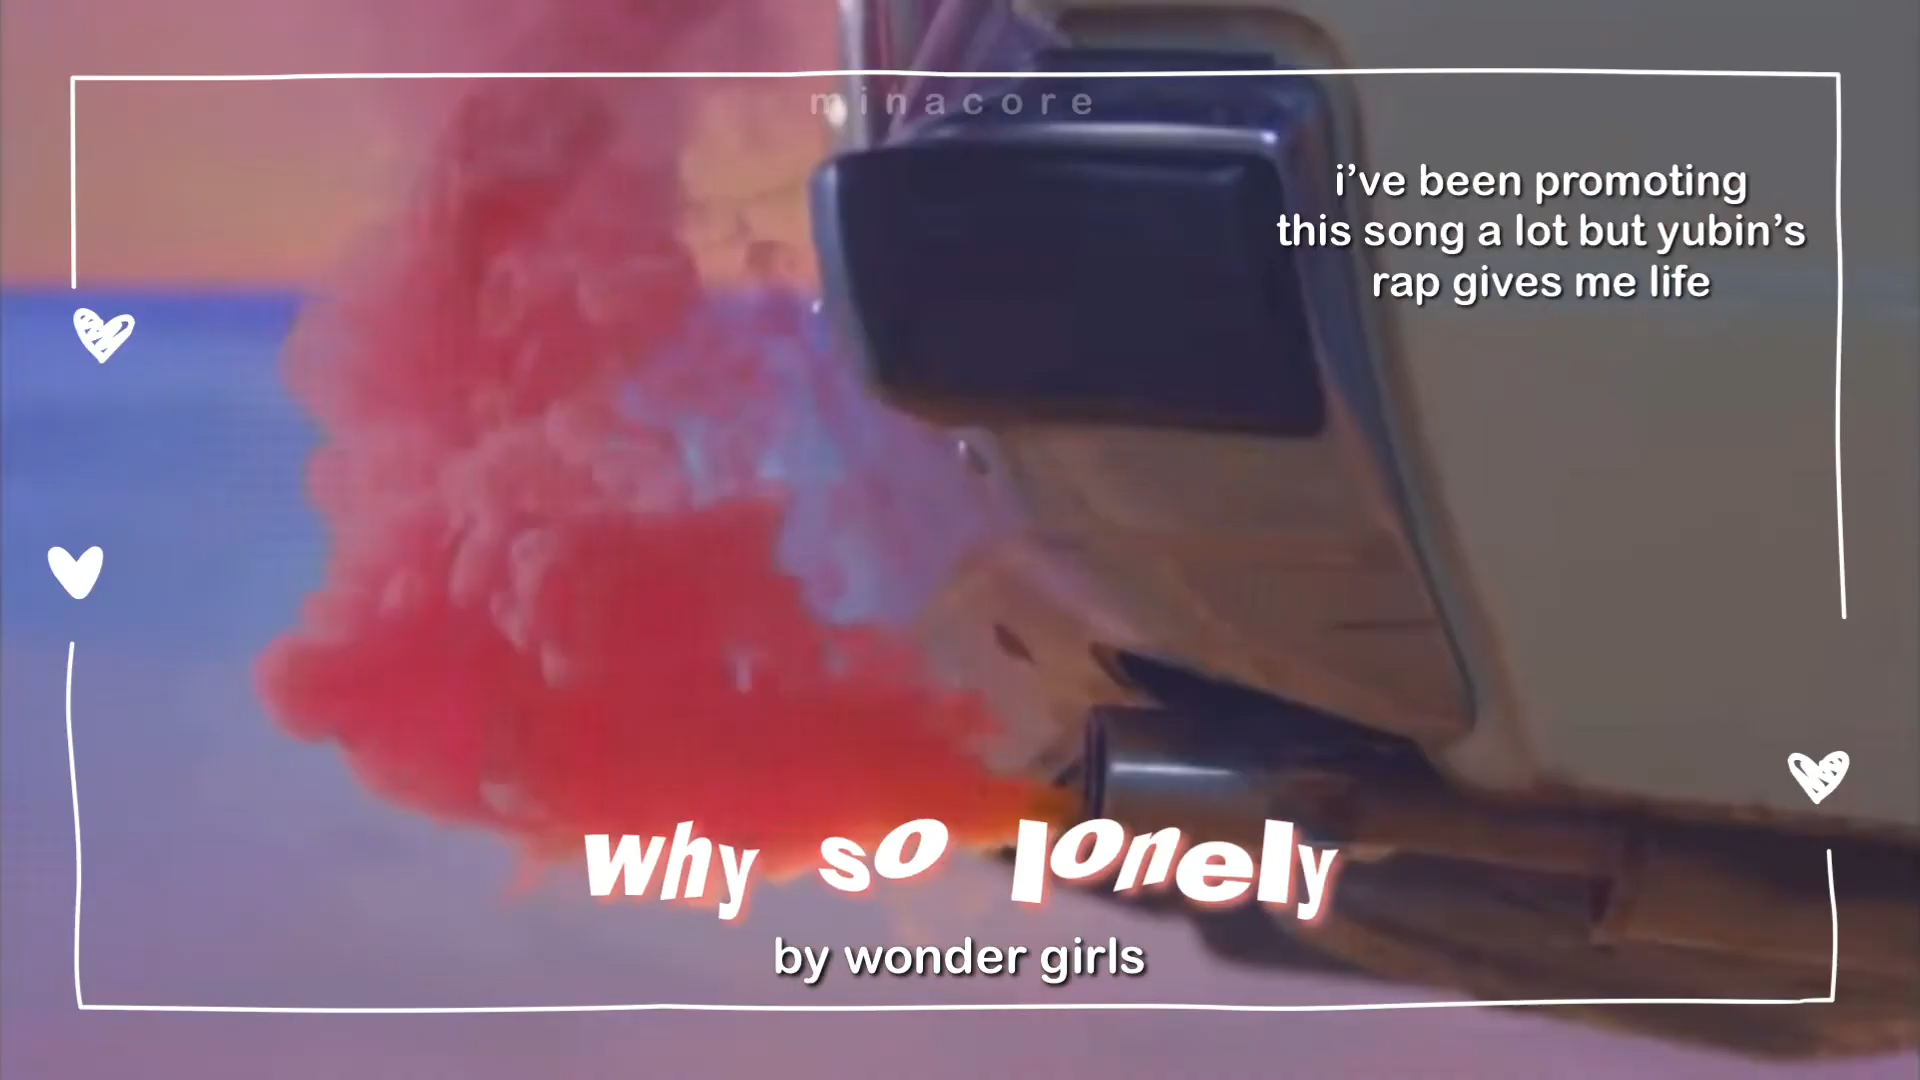 minacore
i’ve been promoting
this song a lot but yubin’s
rap gives me life
why so lonely
by wonder girls